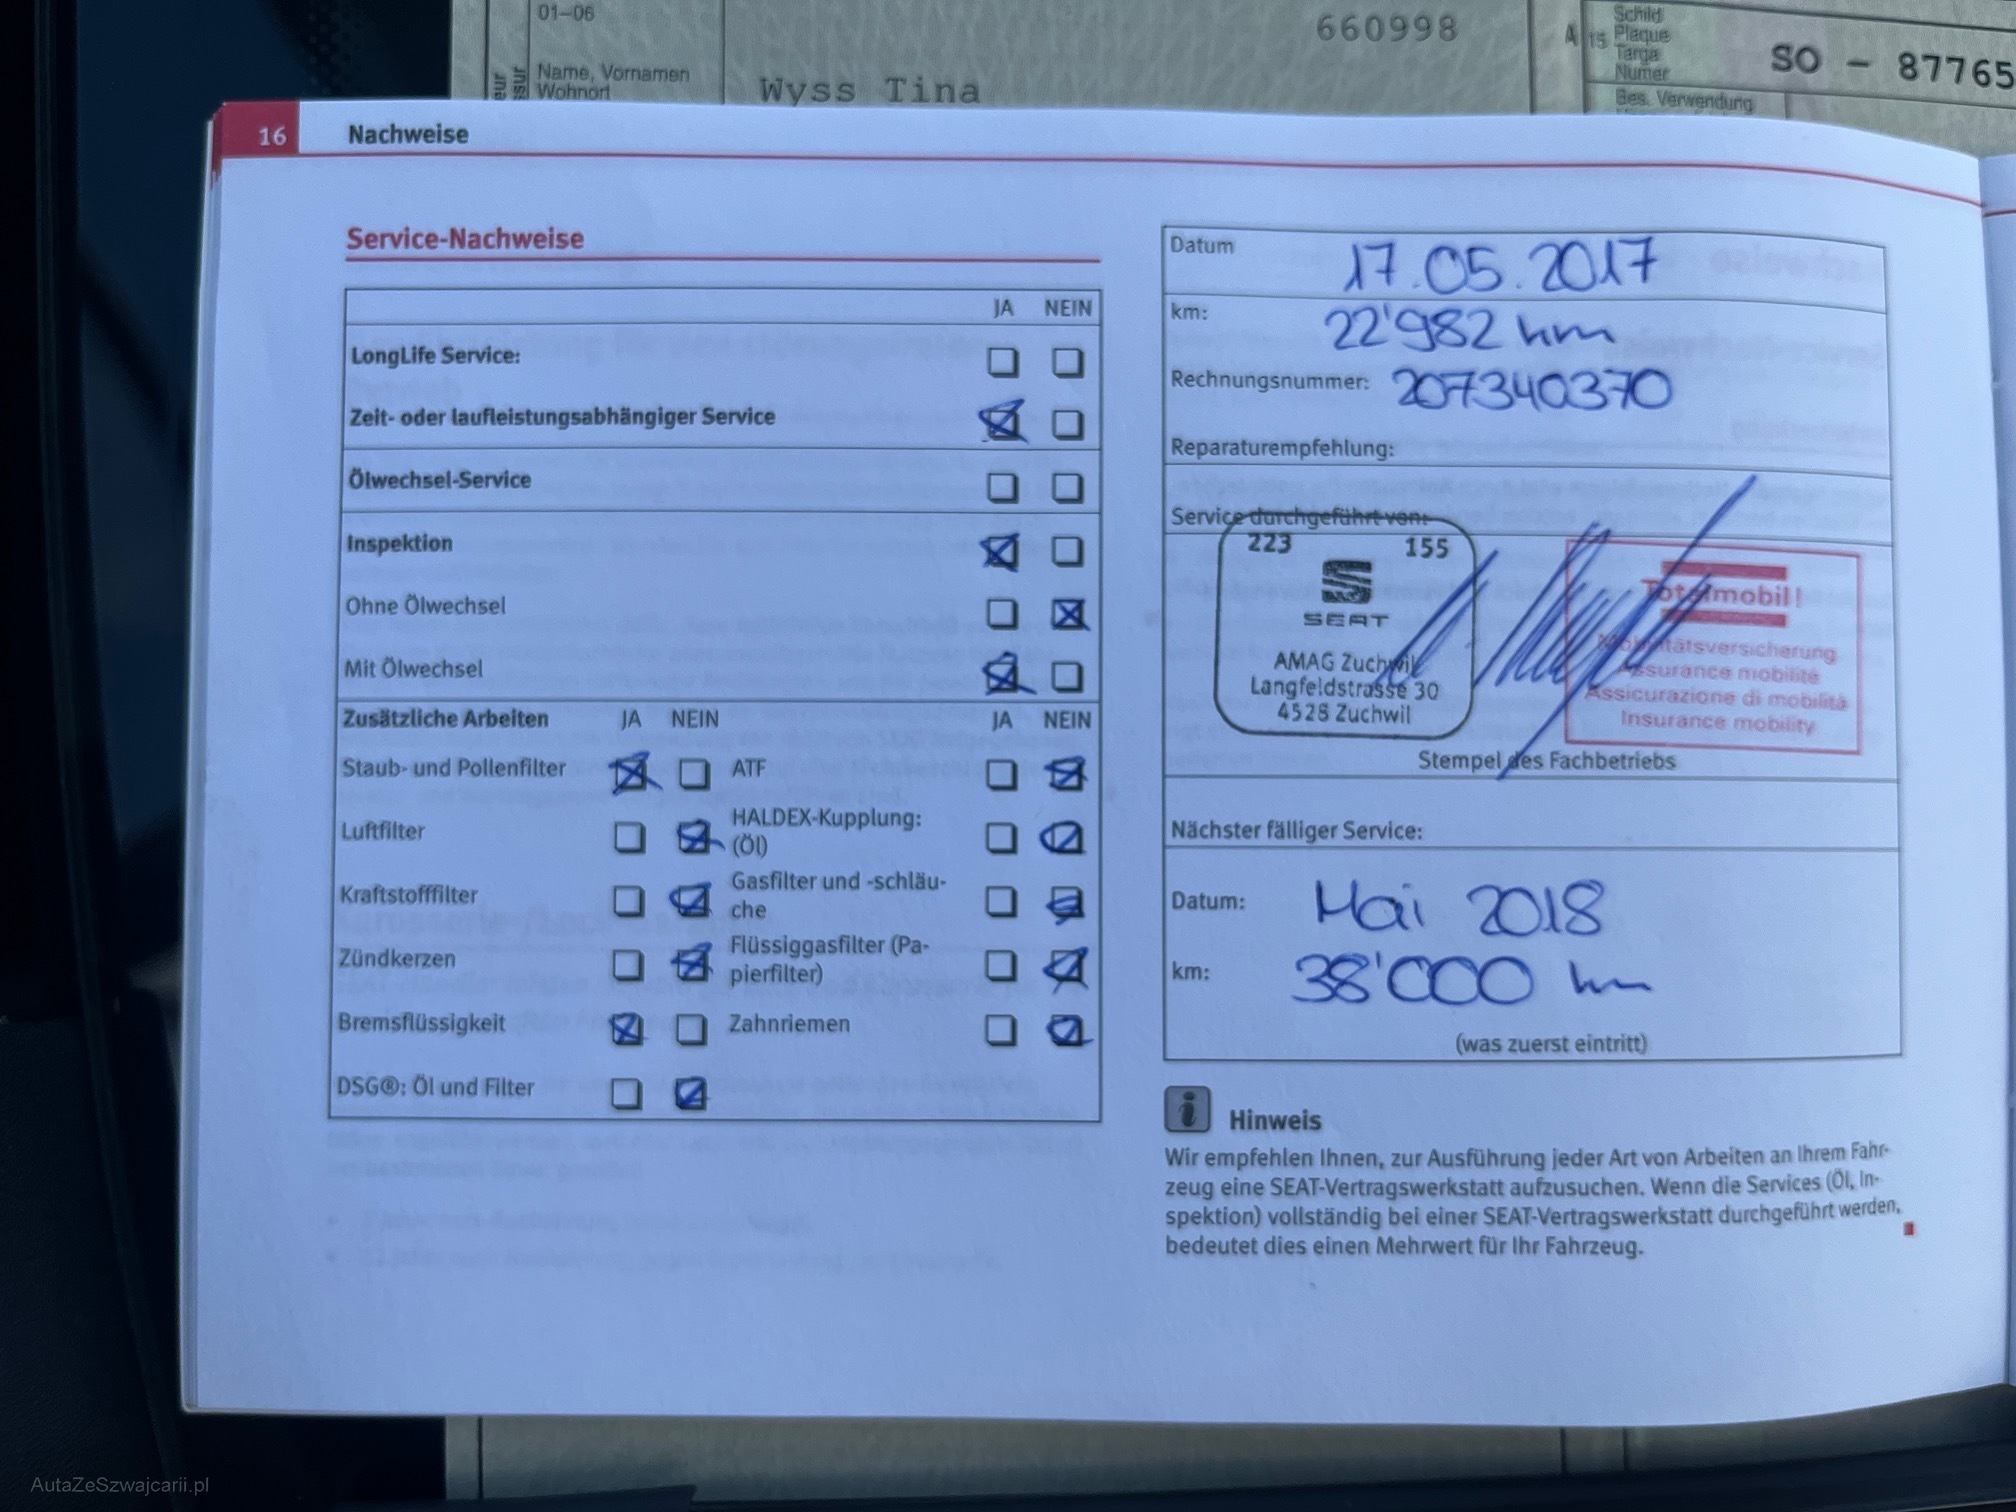 01-06
660998
A
15
Schild
Plaque
Targa
Numer
SO - 87765
Name, Vornamen
Wohnort
Wyss Tina
Bes. Verwendung
16
Nachweise
Service-Nachweise
JA NEIN
LongLife Service:
Zeit- oder laufleistungsabhängiger Service
Ölwechsel-Service
Inspektion
Ohne Ölwechsel
Mit Ölwechsel
Zusätzliche Arbeiten JA NEIN JA NEIN
Staub- und Pollenfilter ATF
Luftfilter HALDEX-Kupplung:
(Öl)
Kraftstofffilter Gasfilter und -schläu-
che
Zündkerzen Flüssiggasfilter (Pa-
pierfilter)
Bremsflüssigkeit Zahnriemen
DSG®: Öl und Filter
Datum 17.05.2017
km: 22'982 km
Rechnungsnummer: 207340370
Reparaturempfehlung:
Service durchgeführt von:
223 155
SEAT
AMAG Zuchwil
Langfeldstrasse 30
4528 Zuchwil
Totalmobil!
Mobilitätsversicherung
Assurance mobilité
Assicurazione di mobilità
Insurance mobility
Stempel des Fachbetriebs
Nächster fälliger Service:
Datum: Mai 2018
km: 38'000 km
(was zuerst eintritt)
Hinweis
Wir empfehlen Ihnen, zur Ausführung jeder Art von Arbeiten an Ihrem Fahr-
zeug eine SEAT-Vertragswerkstatt aufzusuchen. Wenn die Services (Öl, In-
spektion) vollständig bei einer SEAT-Vertragswerkstatt durchgeführt werden,
bedeutet dies einen Mehrwert für Ihr Fahrzeug.
AutaZeSzwajcarii.pl